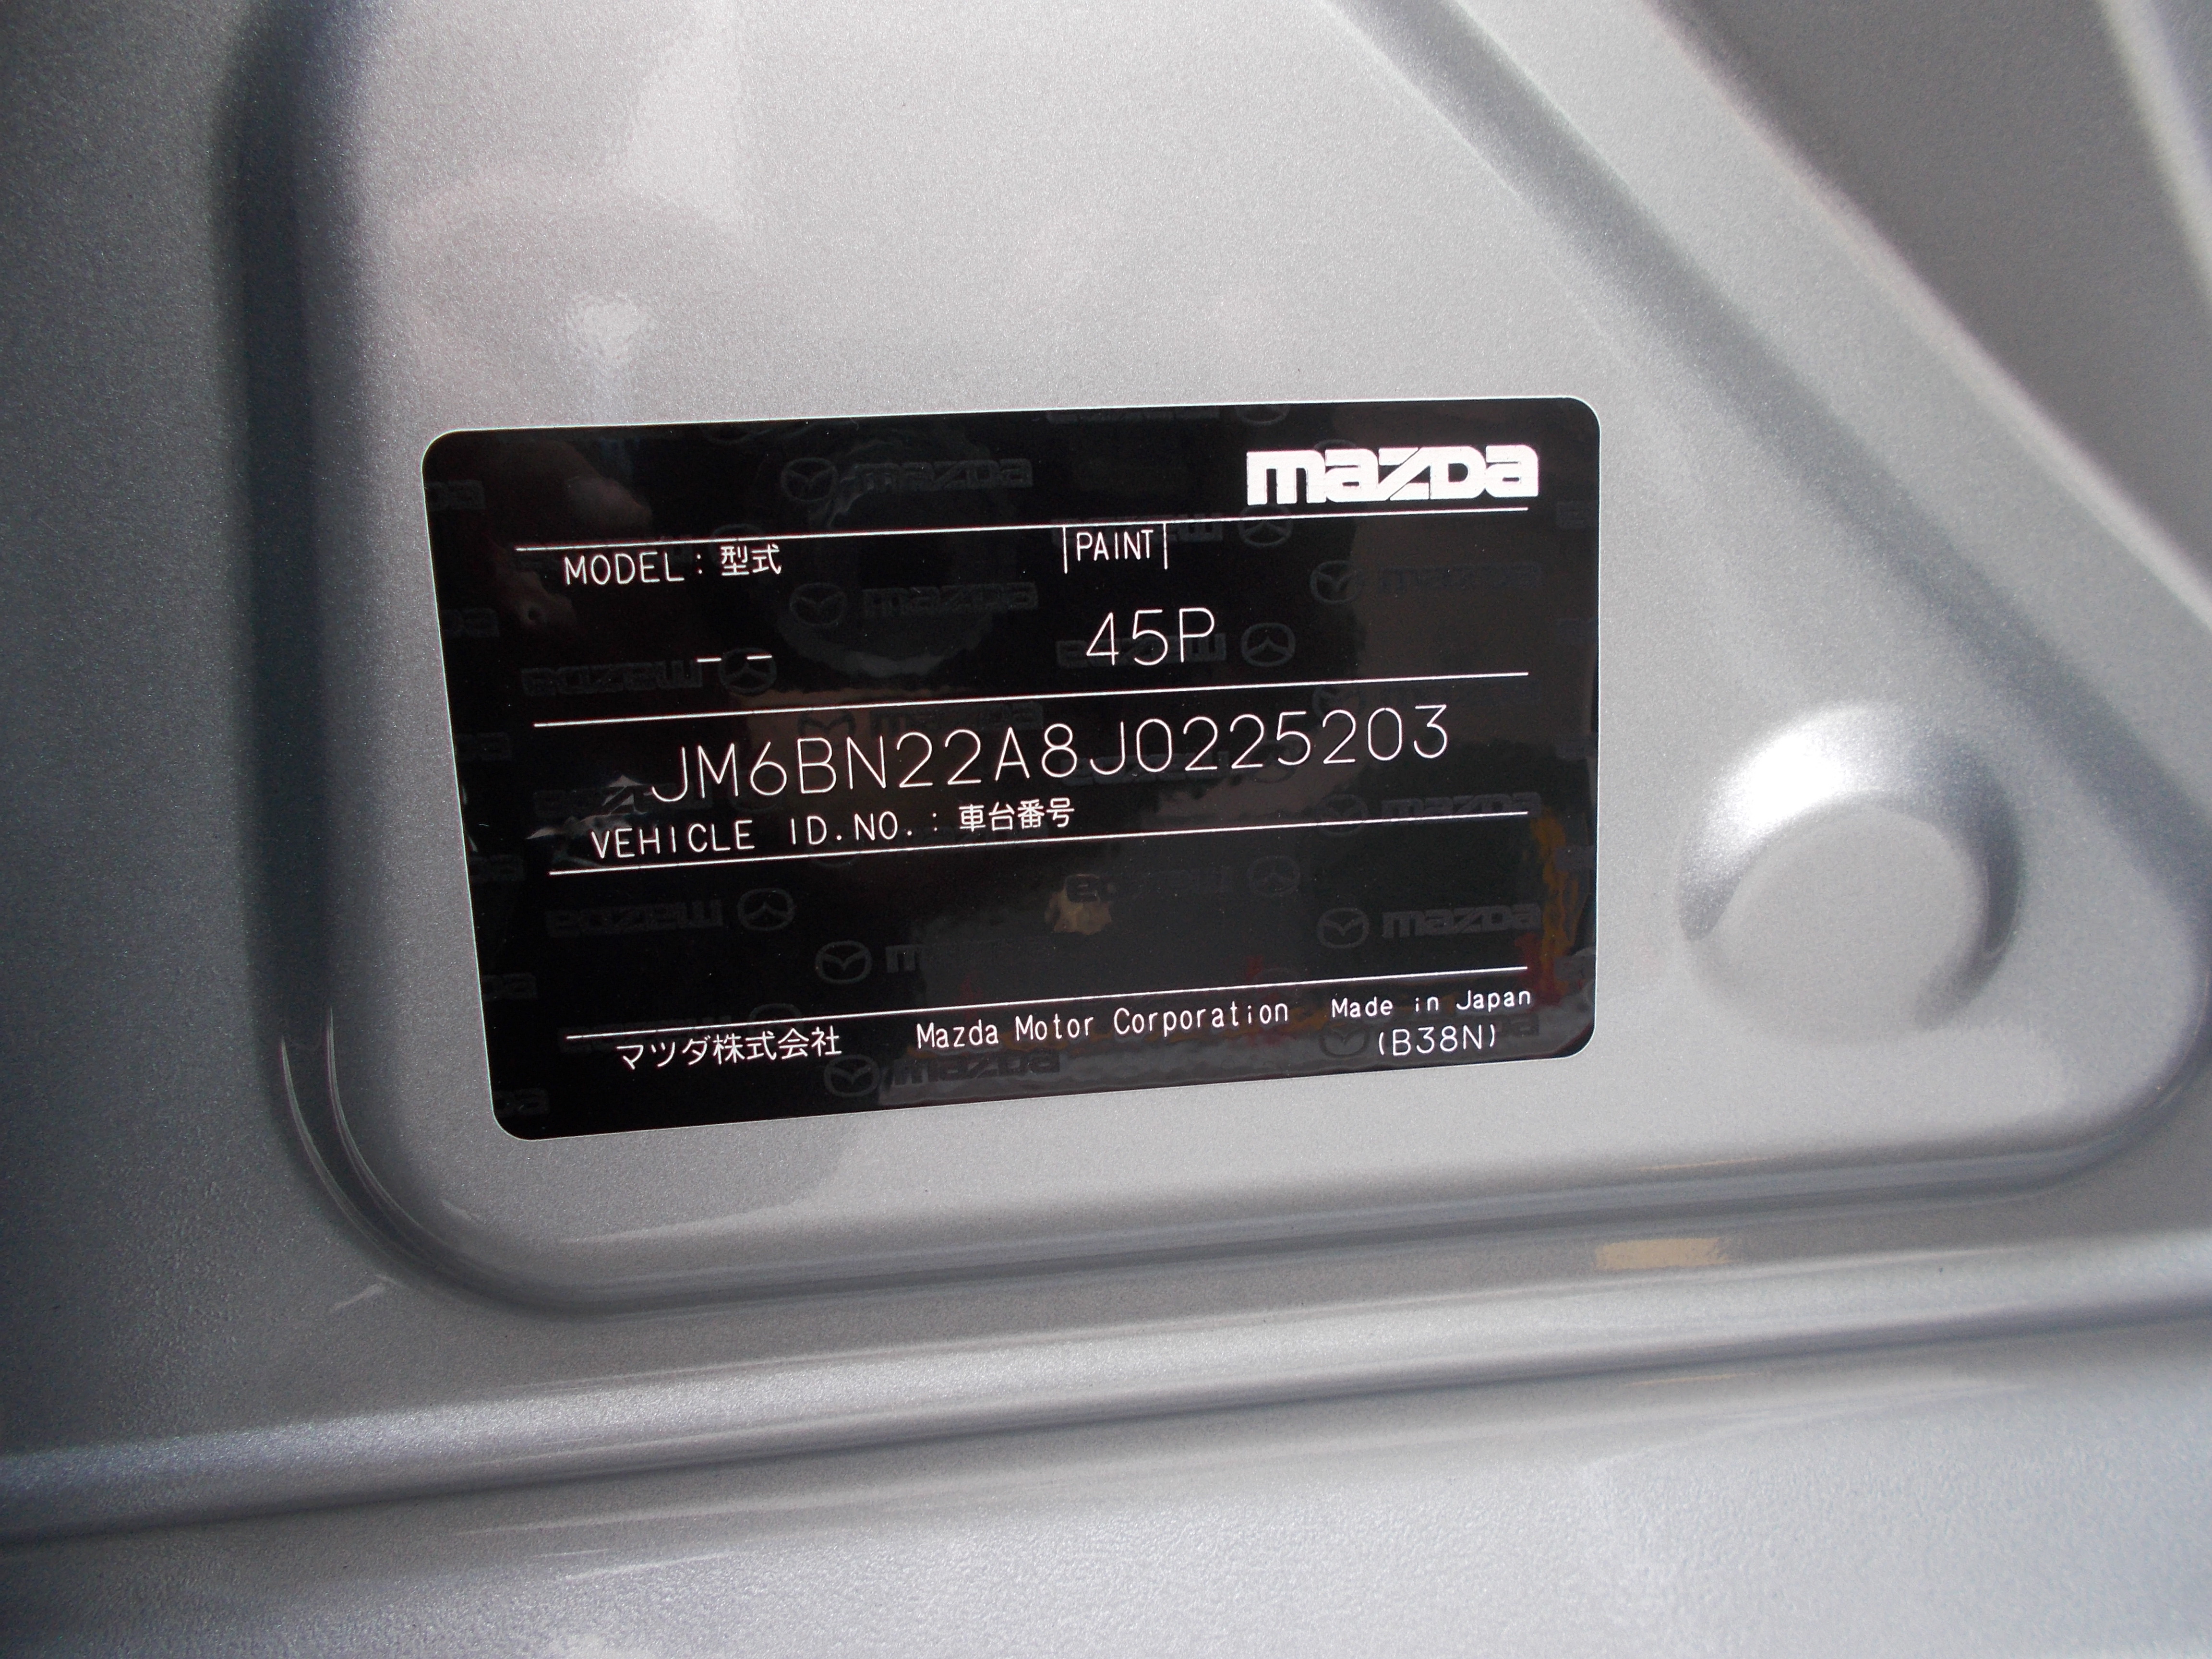 mazda
MODEL : 型式 PAINT
-- 45P
JM6BN22A8J0225203
VEHICLE ID.NO. : 車台番号
マツダ株式会社 Mazda Motor Corporation Made in Japan
(B38N)